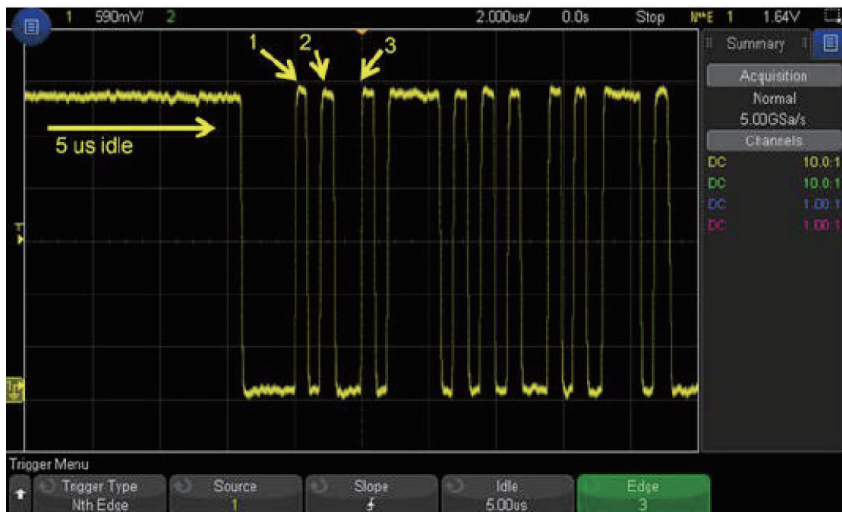 1 590mV/ 2 2.000us/ 0.0s Stop 1 1.64V
1 2 3
5 us idle
Summary
Acquisition
Normal
5.00GSa/s
Channels
DC 10.0:1
DC 10.0:1
DC 1.00:1
DC 1.00:1
T
Trigger Menu
Trigger Type Source Slope Idle Edge
Nth Edge 1 5.00us 3